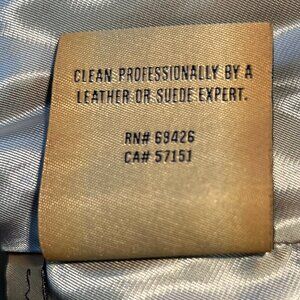 CLEAN PROFESSIONALLY BY A
LEATHER OR SUEDE EXPERT.
RN# 69426
CA# 57151